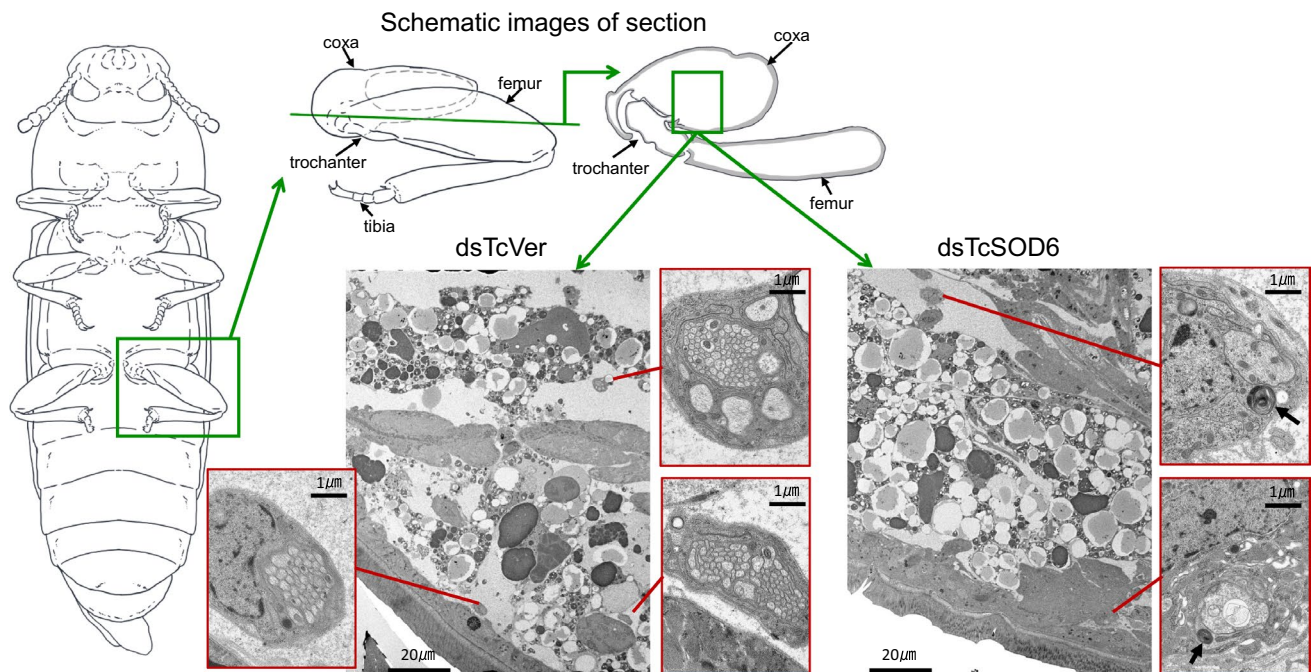 Schematic images of section
coxa
femur
trochanter
tibia
coxa
trochanter
femur
dsTcVer
dsTcSOD6
1μm
1μm
1μm
1μm
1μm
20μm
20μm